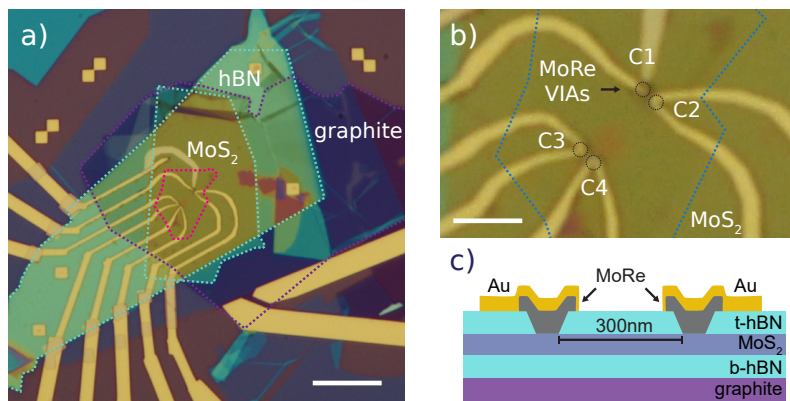 a)
hBN
graphite
MoS₂
b)
C1
MoRe
VIAs
C2
C3
C4
MoS₂
c)
Au
MoRe
Au
t-hBN
300nm
MoS₂
b-hBN
graphite